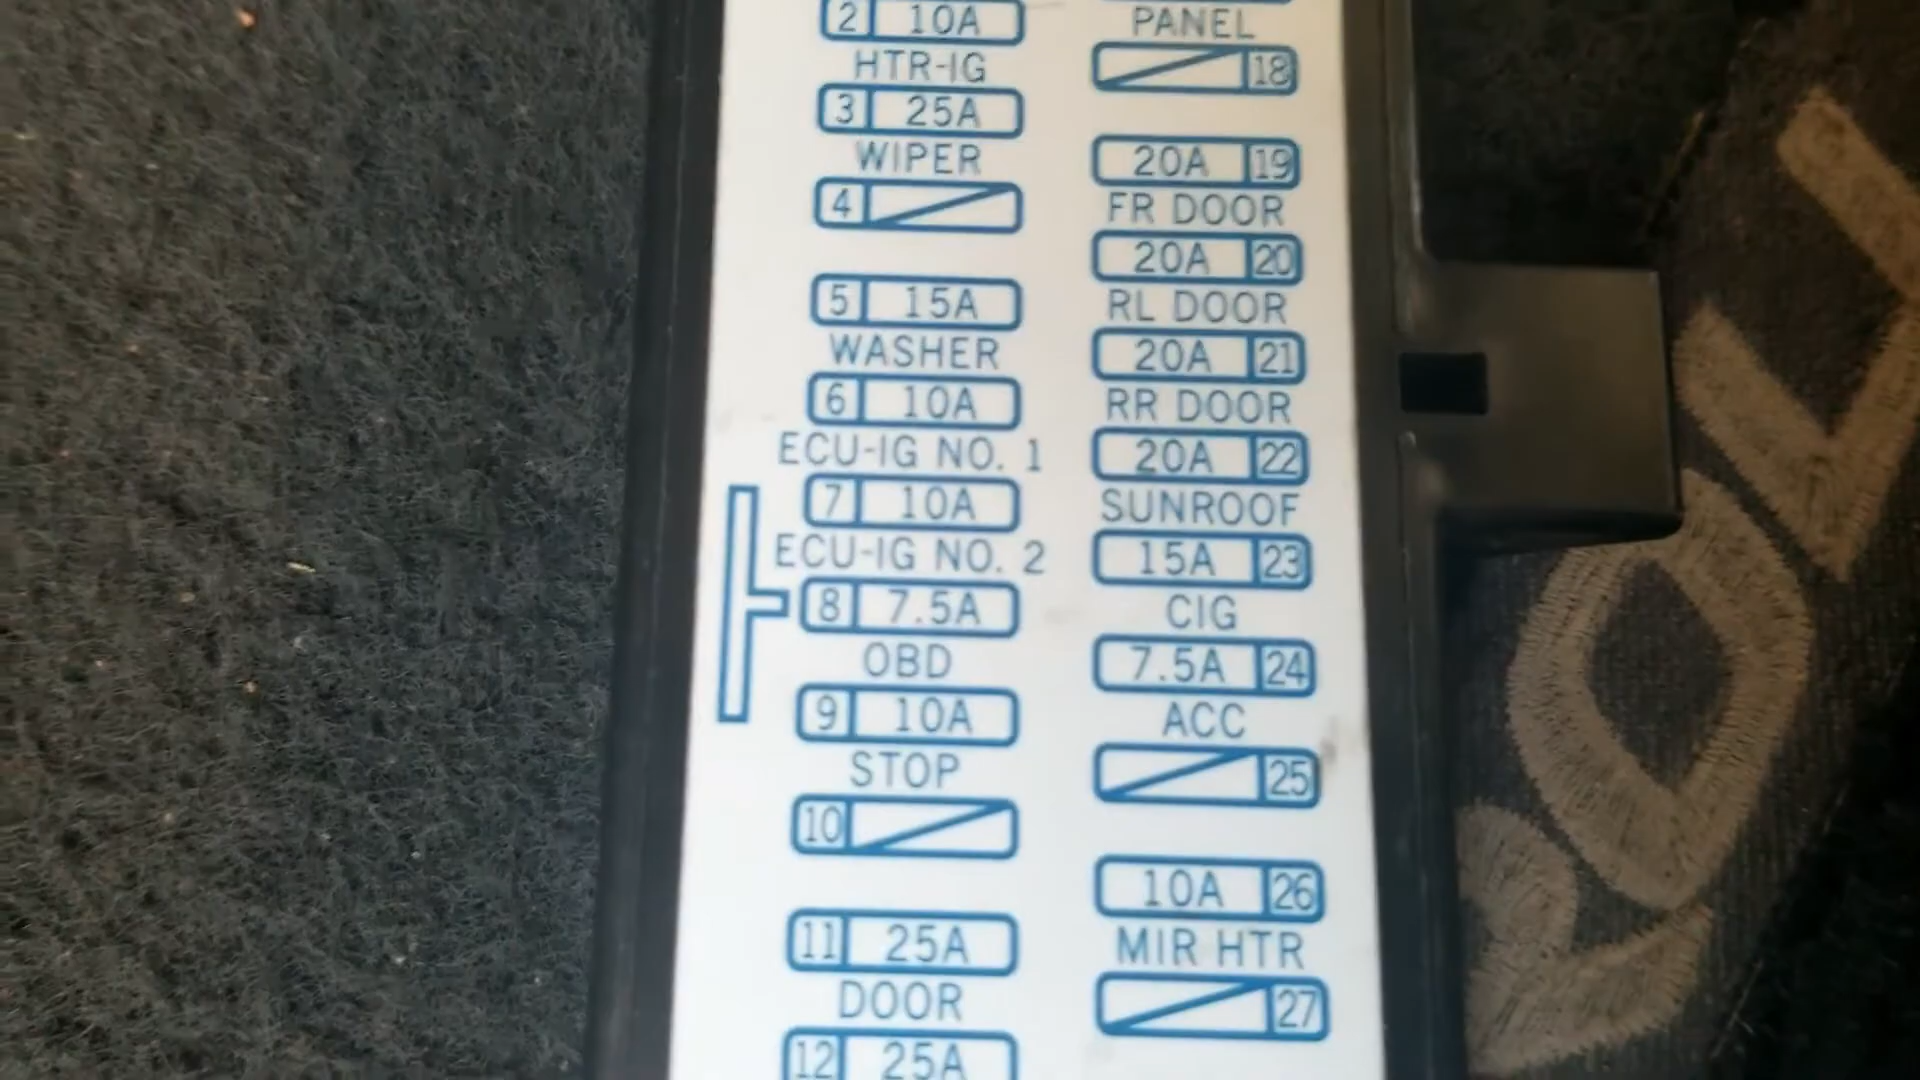 2 10A
HTR-IG
3 25A
WIPER
4
5 15A
WASHER
6 10A
ECU-IG NO. 1
7 10A
ECU-IG NO. 2
8 7.5A
OBD
9 10A
STOP
10
11 25A
DOOR
12 25A
PANEL
18
20A 19
FR DOOR
20A 20
RL DOOR
20A 21
RR DOOR
20A 22
SUNROOF
15A 23
CIG
7.5A 24
ACC
25
10A 26
MIR HTR
27